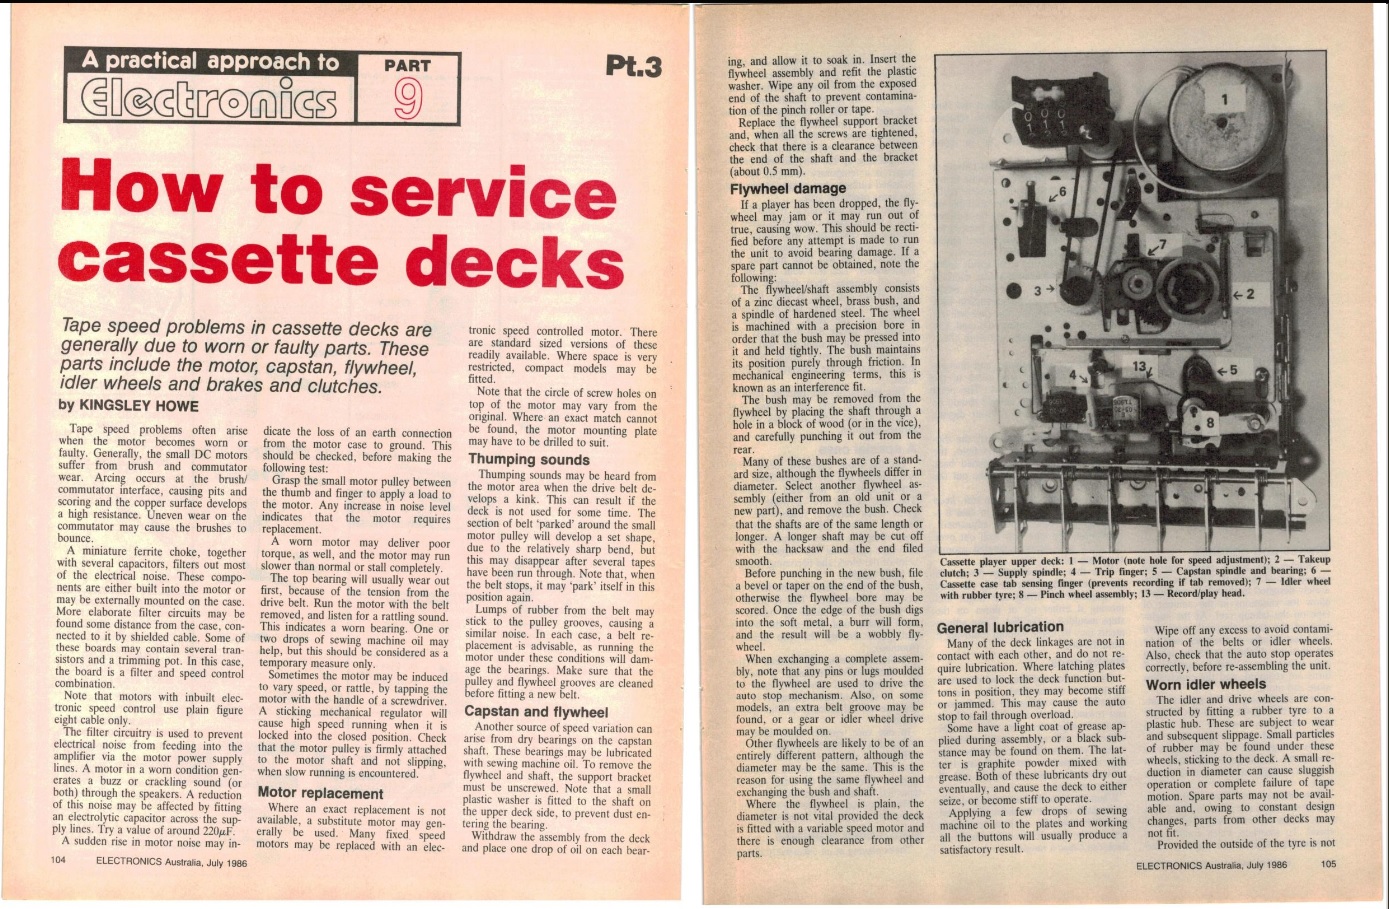 A practical approach to
Electronics
PART
9
Pt.3
How to service
cassette decks
Tape speed problems in cassette decks are
generally due to worn or faulty parts. These
parts include the motor, capstan, flywheel,
idler wheels and brakes and clutches.
by KINGSLEY HOWE
Tape speed problems often arise
when the motor becomes worn or
faulty. Generally, the small DC motors
suffer from brush and commutator
wear. Arcing occurs at the brush/
commutator interface, causing pits and
scoring and the copper surface develops
a high resistance. Uneven wear on the
commutator may cause the brushes to
bounce.
A miniature ferrite choke, together
with several capacitors, filters out most
of the electrical noise. These compo-
nents are either built into the motor or
may be externally mounted on the case.
More elaborate filter circuits may be
found some distance from the case, con-
nected to it by shielded cable. Some of
these boards may contain several tran-
sistors and a trimming pot. In this case,
the board is a filter and speed control
combination.
Note that motors with inbuilt elec-
tronic speed control use plain figure
eight cable only.
The filter circuitry is used to prevent
electrical noise from feeding into the
amplifier via the motor power supply
lines. A motor in a worn condition gen-
erates a buzz or crackling sound (or
both) through the speakers. A reduction
of this noise may be affected by fitting
an electrolytic capacitor across the sup-
ply lines. Try a value of around 220μF.
A sudden rise in motor noise may in-
dicate the loss of an earth connection
from the motor case to ground. This
should be checked, before making the
following test:
Grasp the small motor pulley between
the thumb and finger to apply a load to
the motor. Any increase in noise level
indicates that the motor requires
replacement.
A worn motor may deliver poor
torque, as well, and the motor may run
slower than normal or stall completely.
The top bearing will usually wear out
first, because of the tension from the
drive belt. Run the motor with the belt
removed, and listen for a rattling sound.
This indicates a worn bearing. One or
two drops of sewing machine oil may
help, but this should be considered as a
temporary measure only.
Sometimes the motor may be induced
to vary speed, or rattle, by tapping the
motor with the handle of a screwdriver.
A sticking mechanical regulator will
cause high speed running when it is
locked into the closed position. Check
that the motor pulley is firmly attached
to the motor shaft and not slipping,
when slow running is encountered.
Motor replacement
Where an exact replacement is not
available, a substitute motor may gen-
erally be used. Many fixed speed
motors may be replaced with an elec-
tronic speed controlled motor. There
are standard sized versions of these
readily available. Where space is very
restricted, compact models may be
fitted.
Note that the circle of screw holes on
top of the motor may vary from the
original. Where an exact match cannot
be found, the motor mounting plate
may have to be drilled to suit.
Thumping sounds
Thumping sounds may be heard from
the motor area when the drive belt de-
velops a kink. This can result if the
deck is not used for some time. The
section of belt 'parked' around the small
motor pulley will develop a set shape,
due to the relatively sharp bend, but
this may disappear after several tapes
have been run through. Note that, when
the belt stops, it may 'park' itself in this
position again.
Lumps of rubber from the belt may
stick to the pulley grooves, causing a
similar noise. In each case, a belt re-
placement is advisable, as running the
motor under these conditions will dam-
age the bearings. Make sure that the
pulley and flywheel grooves are cleaned
before fitting a new belt.
Capstan and flywheel
Another source of speed variation can
arise from dry bearings on the capstan
shaft. These bearings may be lubricated
with sewing machine oil. To remove the
flywheel and shaft, the support bracket
must be unscrewed. Note that a small
plastic washer is fitted to the shaft on
the upper deck side, to prevent dust en-
tering the bearing.
Withdraw the assembly from the deck
and place one drop of oil on each bear-
104 ELECTRONICS Australia, July 1986
ing, and allow it to soak in. Insert the
flywheel assembly and refit the plastic
washer. Wipe any oil from the exposed
end of the shaft to prevent contamina-
tion of the pinch roller or tape.
Replace the flywheel support bracket
and, when all the screws are tightened,
check that there is a clearance between
the end of the shaft and the bracket
(about 0.5 mm).
Flywheel damage
If a player has been dropped, the fly-
wheel may jam or it may run out of
true, causing wow. This should be recti-
fied before any attempt is made to run
the unit to avoid bearing damage. If a
spare part cannot be obtained, note the
following:
The flywheel/shaft assembly consists
of a zinc diecast wheel, brass bush, and
a spindle of hardened steel. The wheel
is machined with a precision bore in
order that the bush may be pressed into
it and held tightly. The bush maintains
its position purely through friction. In
mechanical engineering terms, this is
known as an interference fit.
The bush may be removed from the
flywheel by placing the shaft through a
hole in a block of wood (or in the vice),
and carefully punching it out from the
rear.
Many of these bushes are of a stand-
ard size, although the flywheels differ in
diameter. Select another flywheel as-
sembly (either from an old unit or a
new part), and remove the bush. Check
that the shafts are of the same length or
longer. A longer shaft may be cut off
with the hacksaw and the end filed
smooth.
Before punching in the new bush, file
a bevel or taper on the end of the bush,
otherwise the flywheel bore may be
scored. Once the edge of the bush digs
into the soft metal, a burr will form,
and the result will be a wobbly fly-
wheel.
When exchanging a complete assem-
bly, note that any pins or lugs moulded
to the flywheel are used to drive the
auto stop mechanism. Also, on some
models, an extra belt groove may be
found, or a gear or idler wheel drive
may be moulded on.
Other flywheels are likely to be of an
entirely different pattern, although the
diameter may be the same. This is the
reason for using the same flywheel and
exchanging the bush and shaft.
Where the flywheel is plain, the
diameter is not vital provided the deck
is fitted with a variable speed motor and
there is enough clearance from other
parts.
1
6
7
3
2
4
13
5
8
Cassette player upper deck: 1 — Motor (note hole for speed adjustment); 2 — Takeup
clutch; 3 — Supply spindle; 4 — Trip finger; 5 — Capstan spindle and bearing; 6 —
Cassette case tab sensing finger (prevents recording if tab removed); 7 — Idler wheel
with rubber tyre; 8 — Pinch wheel assembly; 13 — Record/play head.
General lubrication
Many of the deck linkages are not in
contact with each other, and do not re-
quire lubrication. Where latching plates
are used to lock the deck function but-
tons in position, they may become stiff
or jammed. This may cause the auto
stop to fail through overload.
Some have a light coat of grease ap-
plied during assembly, or a black sub-
stance may be found on them. The lat-
ter is graphite powder mixed with
grease. Both of these lubricants dry out
eventually, and cause the deck to either
seize, or become stiff to operate.
Applying a few drops of sewing
machine oil to the plates and working
all the buttons will usually produce a
satisfactory result.
Wipe off any excess to avoid contami-
nation of the belts or idler wheels.
Also, check that the auto stop operates
correctly, before re-assembling the unit.
Worn idler wheels
The idler and drive wheels are con-
structed by fitting a rubber tyre to a
plastic hub. These are subject to wear
and subsequent slippage. Small particles
of rubber may be found under these
wheels, sticking to the deck. A small re-
duction in diameter can cause sluggish
operation or complete failure of tape
motion. Spare parts may not be avail-
able and, owing to constant design
changes, parts from other decks may
not fit.
Provided the outside of the tyre is not
ELECTRONICS Australia, July 1986 105